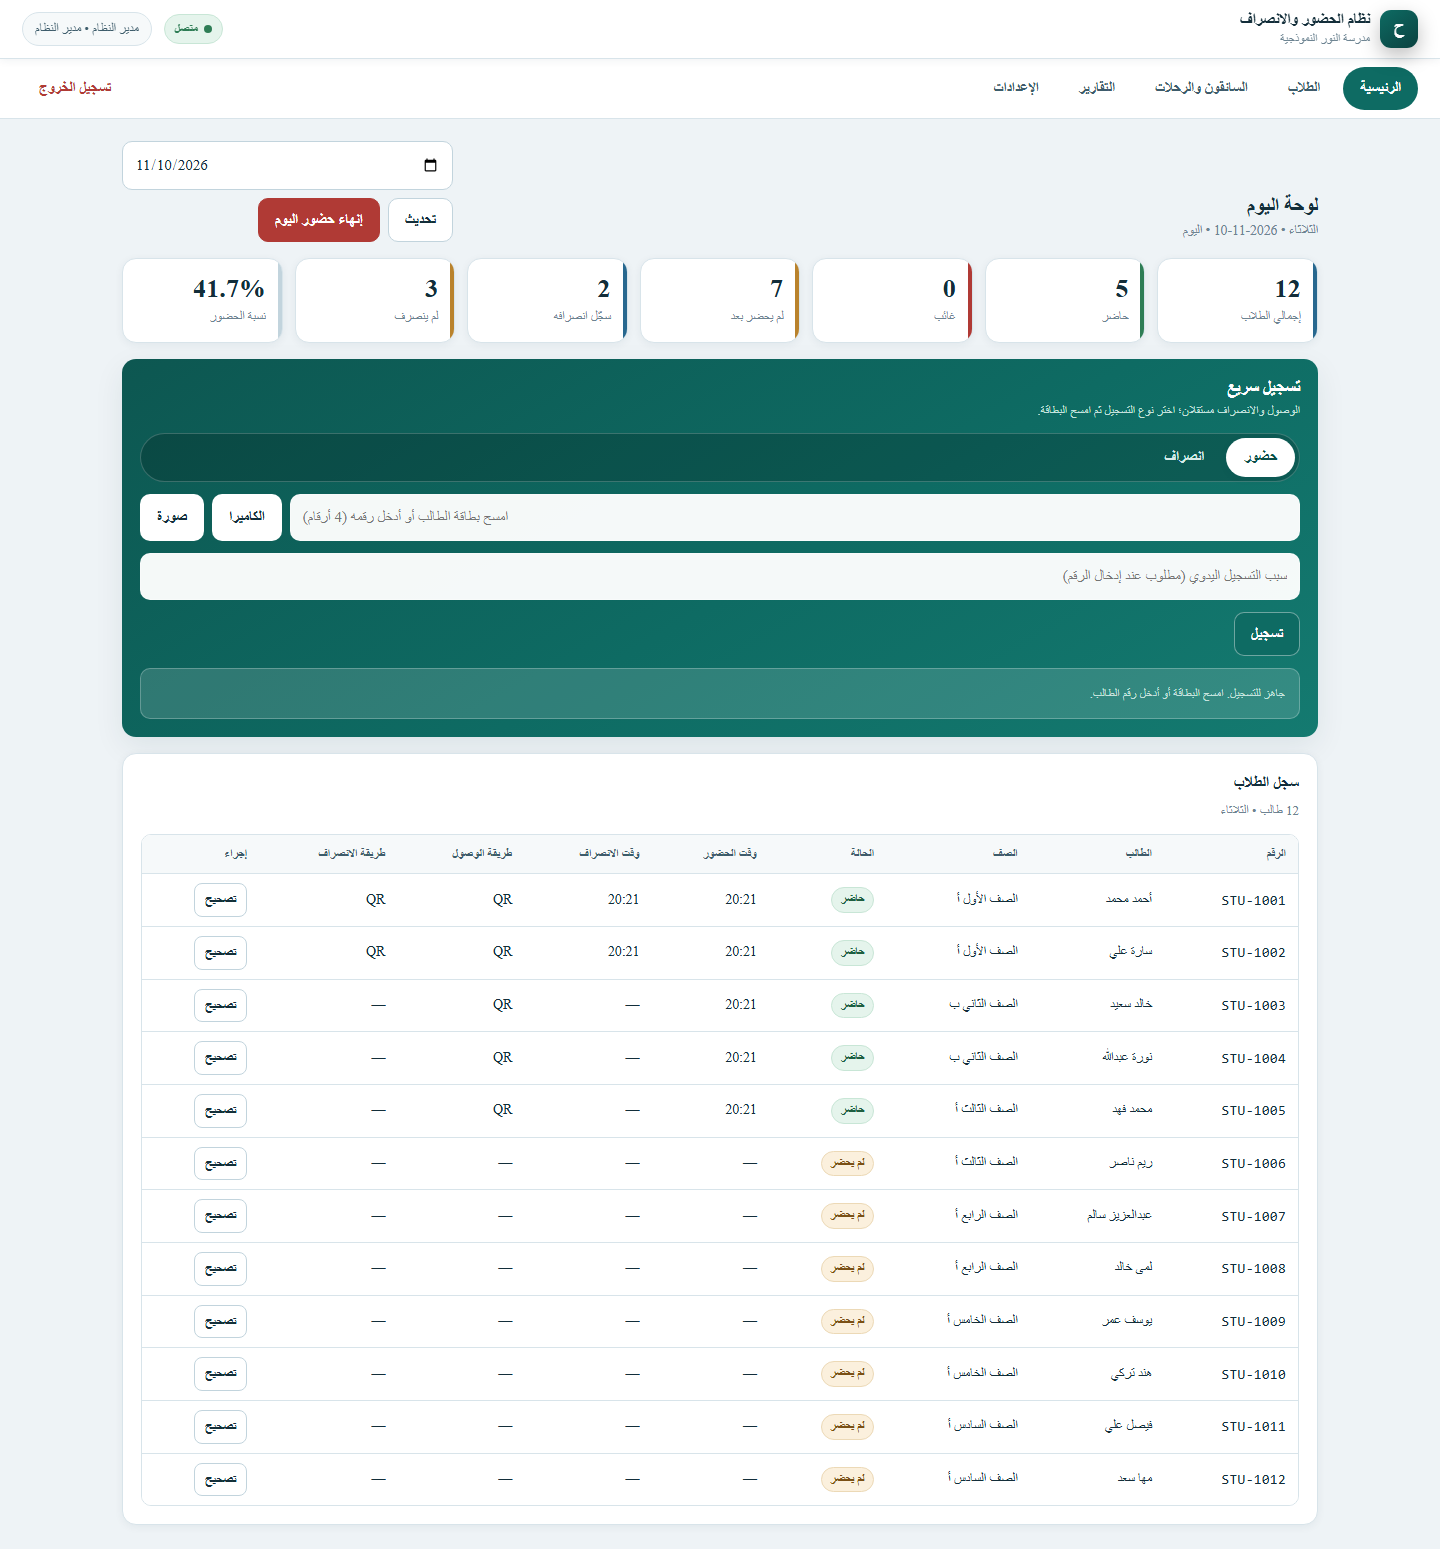 ح
نظام الحضور والانصراف
مدرسة النور النموذجية
متصل
مدير النظام • مدير النظام
الرئيسية الطلاب السائقون والرحلات التقارير الإعدادات تسجيل الخروج
لوحة اليوم
الثلاثاء • 2026-11-10 • اليوم
11/10/2026
تحديث إنهاء حضور اليوم
12
إجمالي الطلاب
5
حاضر
0
غائب
7
لم يحضر بعد
2
سجّل انصرافه
3
لم ينصرف
41.7%
نسبة الحضور
تسجيل سريع
الوصول والانصراف مستقلان؛ اختر نوع التسجيل ثم امسح البطاقة.
حضور انصراف
امسح بطاقة الطالب أو أدخل رقمه (4 أرقام) الكاميرا صورة
سبب التسجيل اليدوي (مطلوب عند إدخال الرقم)
تسجيل
جاهز للتسجيل. امسح البطاقة أو أدخل رقم الطالب.
سجل الطلاب
12 طالب • الثلاثاء
الرقم الطالب الصف الحالة وقت الحضور وقت الانصراف طريقة الوصول طريقة الانصراف إجراء
STU-1001 أحمد محمد الصف الأول أ حاضر 20:21 20:21 QR QR تصحيح
STU-1002 سارة علي الصف الأول أ حاضر 20:21 20:21 QR QR تصحيح
STU-1003 خالد سعيد الصف الثاني ب حاضر 20:21 — QR — تصحيح
STU-1004 نورة عبدالله الصف الثاني ب حاضر 20:21 — QR — تصحيح
STU-1005 محمد فهد الصف الثالث أ حاضر 20:21 — QR — تصحيح
STU-1006 ريم ناصر الصف الثالث أ لم يحضر — — — — تصحيح
STU-1007 عبدالعزيز سالم الصف الرابع أ لم يحضر — — — — تصحيح
STU-1008 لمى خالد الصف الرابع أ لم يحضر — — — — تصحيح
STU-1009 يوسف عمر الصف الخامس أ لم يحضر — — — — تصحيح
STU-1010 هند تركي الصف الخامس أ لم يحضر — — — — تصحيح
STU-1011 فيصل علي الصف السادس أ لم يحضر — — — — تصحيح
STU-1012 مها سعد الصف السادس أ لم يحضر — — — — تصحيح